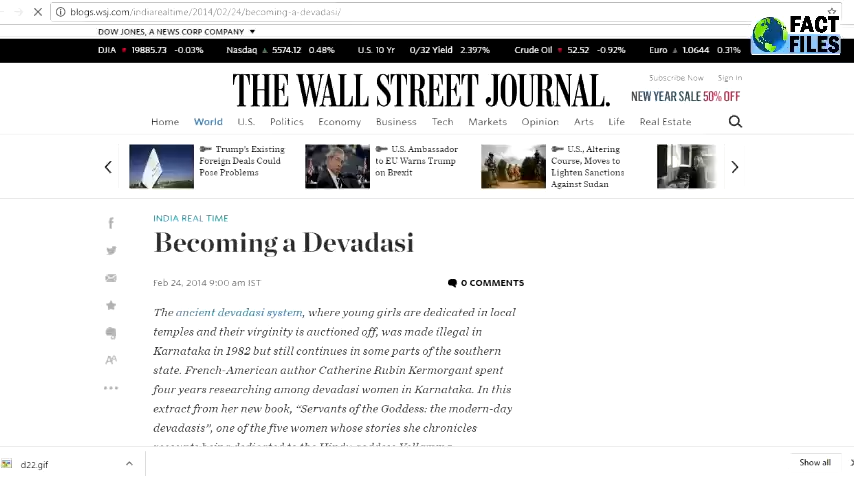 blogs.wsj.com/indiarealtime/2014/02/24/becoming-a-devadasi/
FACT
FILES
DOW JONES, A NEWS CORP COMPANY
DJIA 19885.73 -0.03% Nasdaq 5574.12 0.48% U.S. 10 Yr 0/32 Yield 2.397% Crude Oil 52.52 -0.92% Euro 1.0644 0.31%
Subscribe Now Sign In
THE WALL STREET JOURNAL.
NEW YEAR SALE 50% OFF
Home World U.S. Politics Economy Business Tech Markets Opinion Arts Life Real Estate
Trump's Existing
Foreign Deals Could
Pose Problems
U.S. Ambassador
to EU Warns Trump
on Brexit
U.S., Altering
Course, Moves to
Lighten Sanctions
Against Sudan
INDIA REAL TIME
Becoming a Devadasi
Feb 24, 2014 9:00 am IST
0 COMMENTS
The ancient devadasi system, where young girls are dedicated in local
temples and their virginity is auctioned off, was made illegal in
Karnataka in 1982 but still continues in some parts of the southern
state. French-American author Catherine Rubin Kermorgant spent
four years researching among devadasi women in Karnataka. In this
extract from her new book, “Servants of the Goddess: the modern-day
devadasis”, one of the five women whose stories she chronicles
AA
d22.gif
Show all